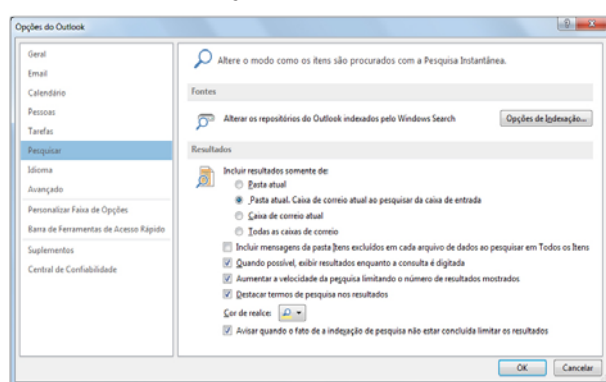 Opções do Outlook
Geral
Email
Calendário
Pessoas
Tarefas
Pesquisar
Idioma
Avançado
Personalizar Faixa de Opções
Barra de Ferramentas de Acesso Rápido
Suplementos
Central de Confiabilidade
Altere o modo como os itens são procurados com a Pesquisa Instantânea.
Fontes
Alterar os repositórios do Outlook indexados pelo Windows Search
Opções de Indexação...
Resultados
Incluir resultados somente de:
Pasta atual
Pasta atual. Caixa de correio atual ao pesquisar da caixa de entrada
Caixa de correio atual
Todas as caixas de correio
Incluir mensagens da pasta Itens excluídos em cada arquivo de dados ao pesquisar em Todos os Itens
Quando possível, exibir resultados enquanto a consulta é digitada
Aumentar a velocidade da pesquisa limitando o número de resultados mostrados
Destacar termos de pesquisa nos resultados
Cor de realce:
Avisar quando o fato de a indexação de pesquisa não estar concluída limitar os resultados
OK
Cancelar